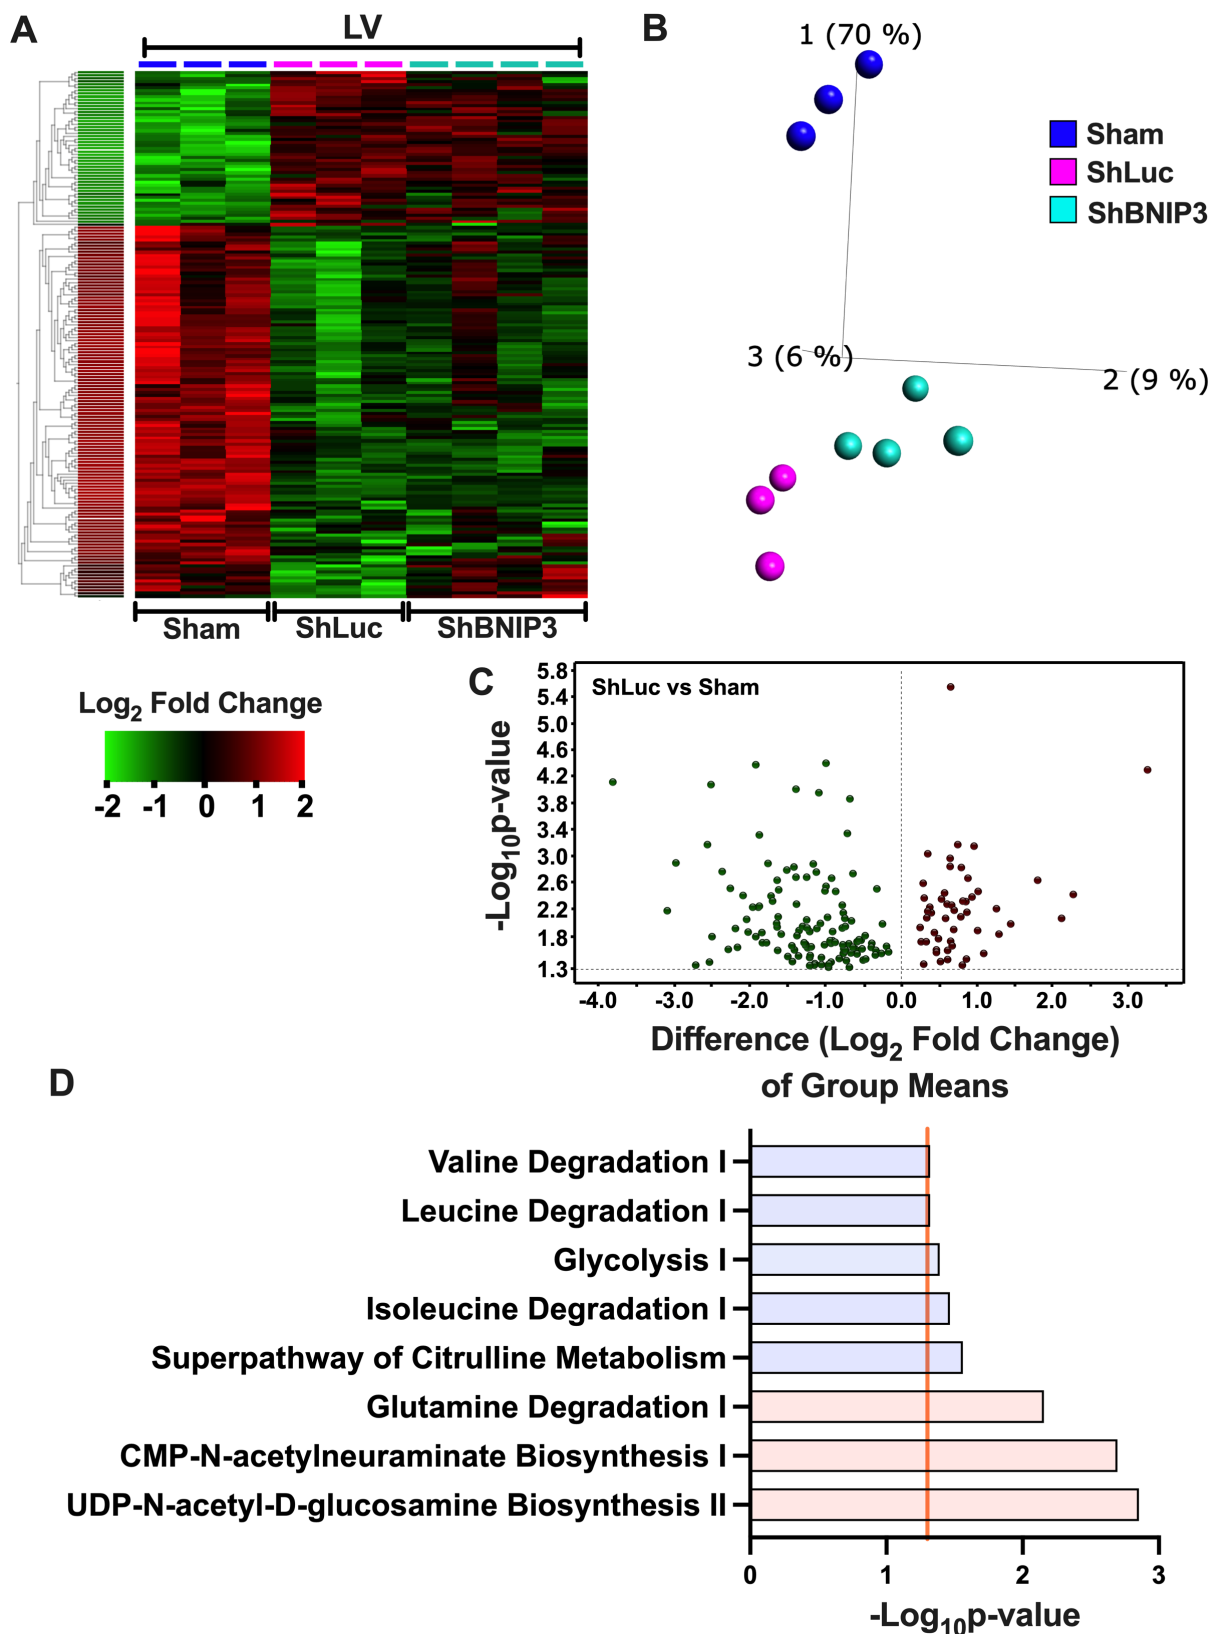 A
LV
Sham
ShLuc
ShBNIP3
Log2 Fold Change
-2 -1 0 1 2
B
1 (70 %)
3 (6 %)
2 (9 %)
Sham
ShLuc
ShBNIP3
C
ShLuc vs Sham
-Log10p-value
5.8
5.4
5.0
4.6
4.2
3.8
3.4
3.0
2.6
2.2
1.8
1.3
-4.0 -3.0 -2.0 -1.0 0.0 1.0 2.0 3.0
Difference (Log2 Fold Change)
of Group Means
D
Valine Degradation I
Leucine Degradation I
Glycolysis I
Isoleucine Degradation I
Superpathway of Citrulline Metabolism
Glutamine Degradation I
CMP-N-acetylneuraminate Biosynthesis I
UDP-N-acetyl-D-glucosamine Biosynthesis II
0 1 2 3
-Log10p-value